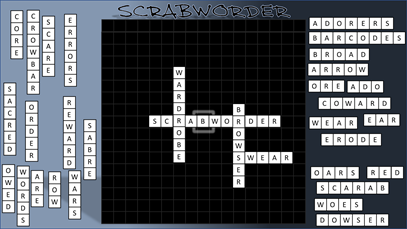 SCRABWORDER
CORE
CROWBAR
SCARE
ERRORS
SACRED
ORDER
REWARD
SABRE
OWED
WORDS
ARE
ROW
WARS
WARDROBE
SCRABWORDER
BROWSER
SWEAR
ADORERS
BARCODES
BROAD
ARROW
ORE ADO
COWARD
WEAR EAR
ERODE
OARS RED
SCARAB
WOES
DOWSER